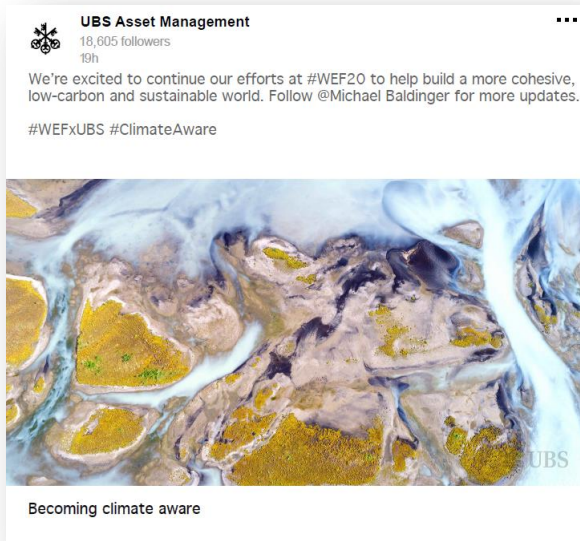 UBS Asset Management
18,605 followers
19h
We're excited to continue our efforts at #WEF20 to help build a more cohesive,
low-carbon and sustainable world. Follow @Michael Baldinger for more updates.
#WEFxUBS #ClimateAware
UBS
Becoming climate aware